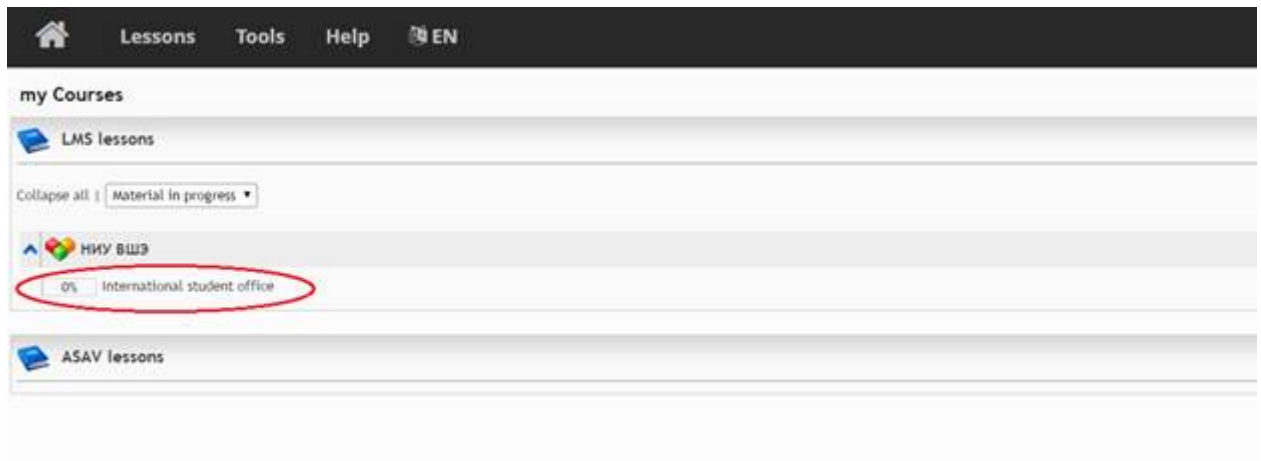 Lessons Tools Help EN
my Courses
LMS lessons
Collapse all | Material in progress
НИУ ВШЭ
0% International student office
ASAV lessons